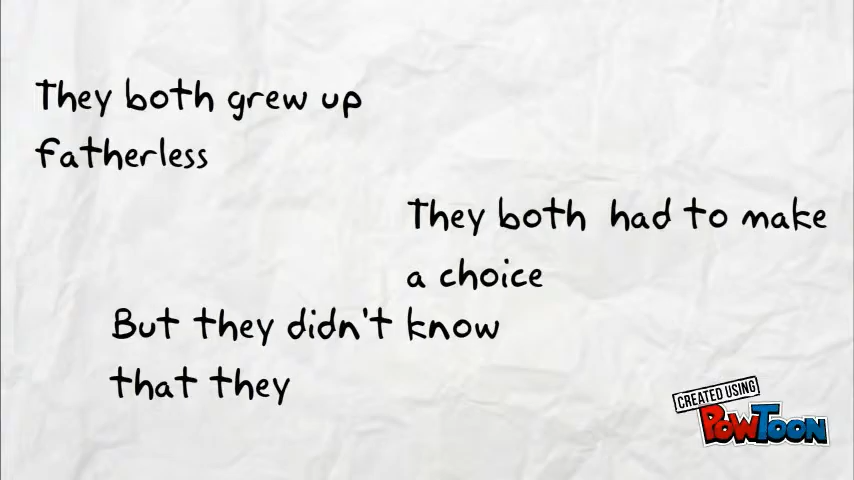 They both grew up
fatherless
They both had to make
a choice
But they didn't know
that they
CREATED USING
POWTOON